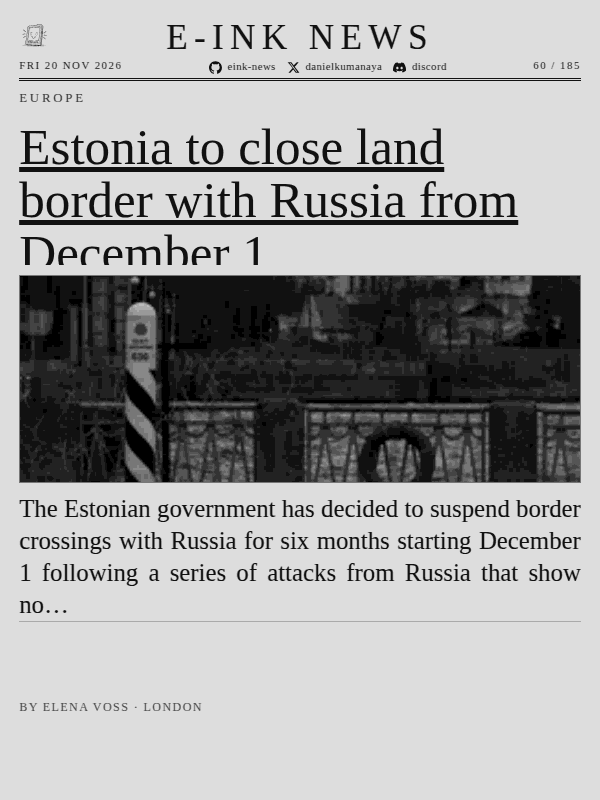 E-INK NEWS
FRI 20 NOV 2026
eink-news danielkumanaya discord
60 / 185
EUROPE
Estonia to close land
border with Russia from
December 1
The Estonian government has decided to suspend border
crossings with Russia for six months starting December
1 following a series of attacks from Russia that show
no…
BY ELENA VOSS · LONDON